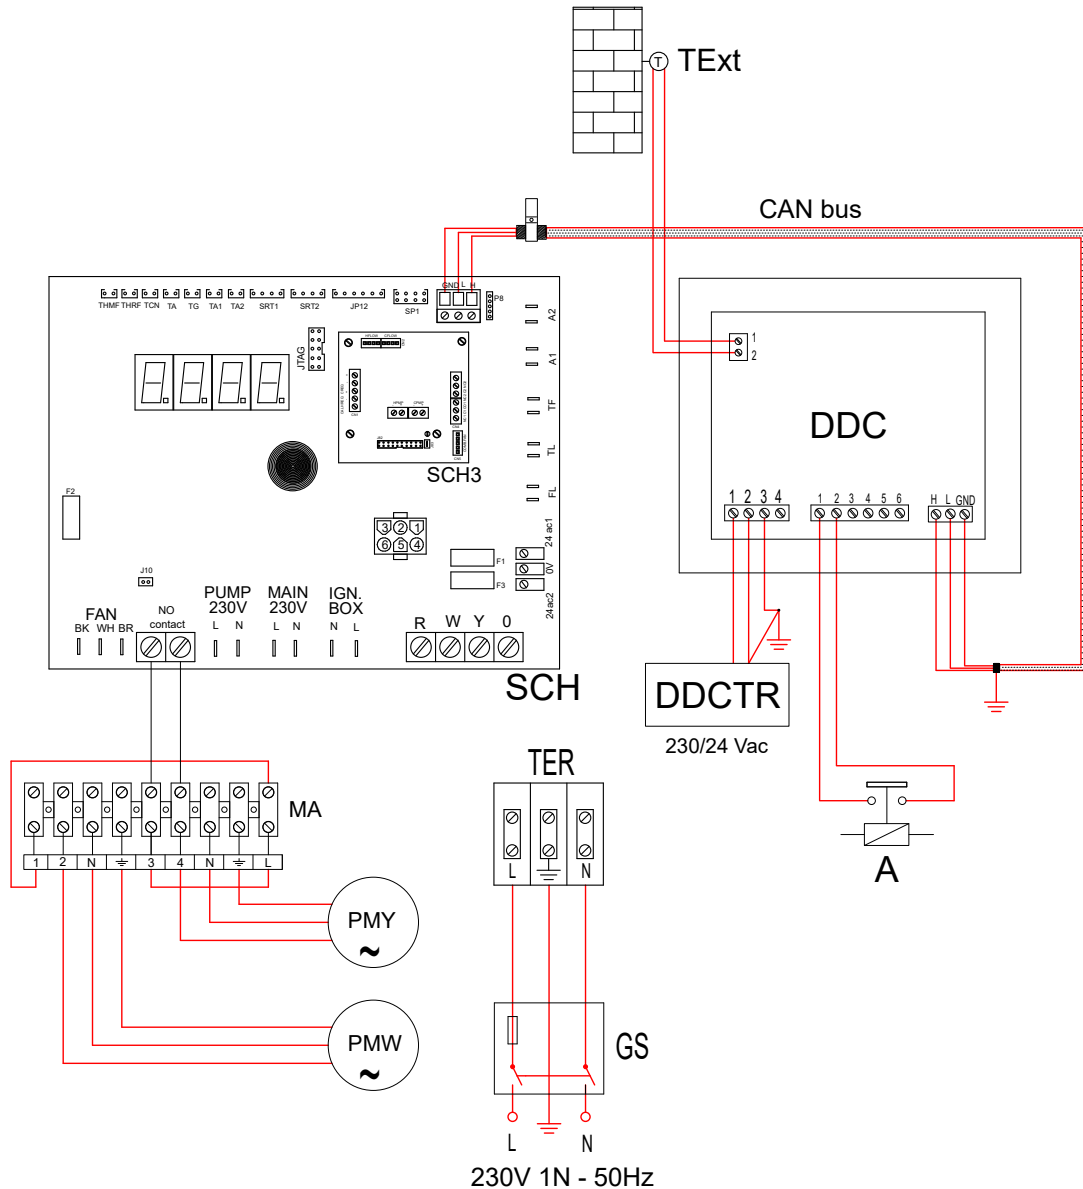 T
TExt
CAN bus
GND L H
THMF THRF TCN TA TG TA1 TA2 SRT1 SRT2 JP12 SP1
P8
A2
JTAG
A1
TF
TL
FL
SCH3
1
2
DDC
F2
3 2 1
6 5 4
F1
F3
24 ac1
0V
24ac2
1 2 3 4
1 2 3 4 5 6
H L GND
J10
FAN
BK WH BR
NO
contact
PUMP
230V
L N
MAIN
230V
L N
IGN.
BOX
N L
R W Y 0
SCH
DDCTR
230/24 Vac
TER
MA
1 2 N 3 4 N L
L N
A
PMY
~
PMW
~
GS
L N
230V 1N - 50Hz